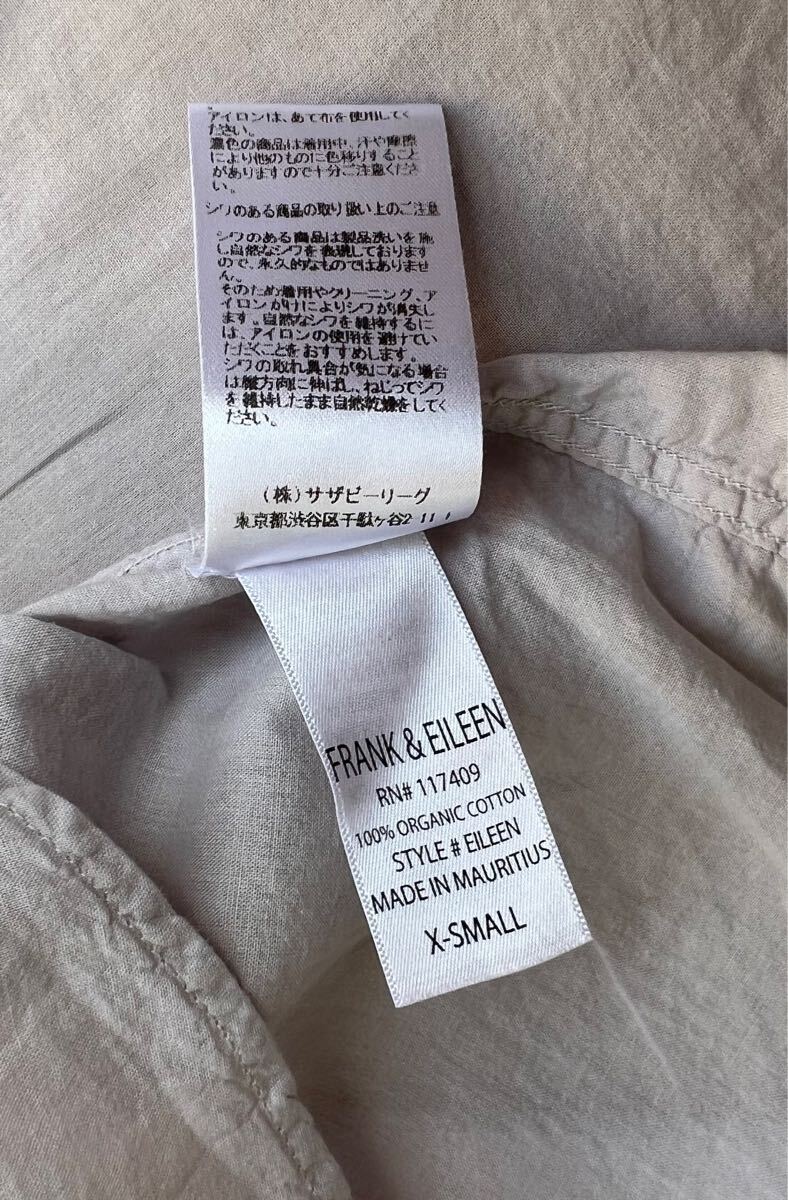 アイロンは、あて布を使用してく
ださい。
濃色の商品は着用中、汗や摩擦
により他のものに色移りすること
がありますので十分ご注意くださ
い。
シワのある商品の取り扱い上のご注意
シワのある商品は製品洗いを施
し自然なシワを表現しております
ので、永久的なものではありませ
ん。
そのため着用やクリーニング、ア
イロンがけによりシワが消失し
ます。自然なシワを維持するに
は、アイロンの使用を避けてい
ただくことをおすすめします。
シワの取れ具合が気になる場合
は縦方向に伸ばし、ねじってシワ
を維持したまま自然乾燥をしてく
ださい。
(株)サザビーリーグ
東京都渋谷区千駄ヶ谷2-11-1
FRANK & EILEEN
RN# 117409
100% ORGANIC COTTON
STYLE # EILEEN
MADE IN MAURITIUS
X-SMALL